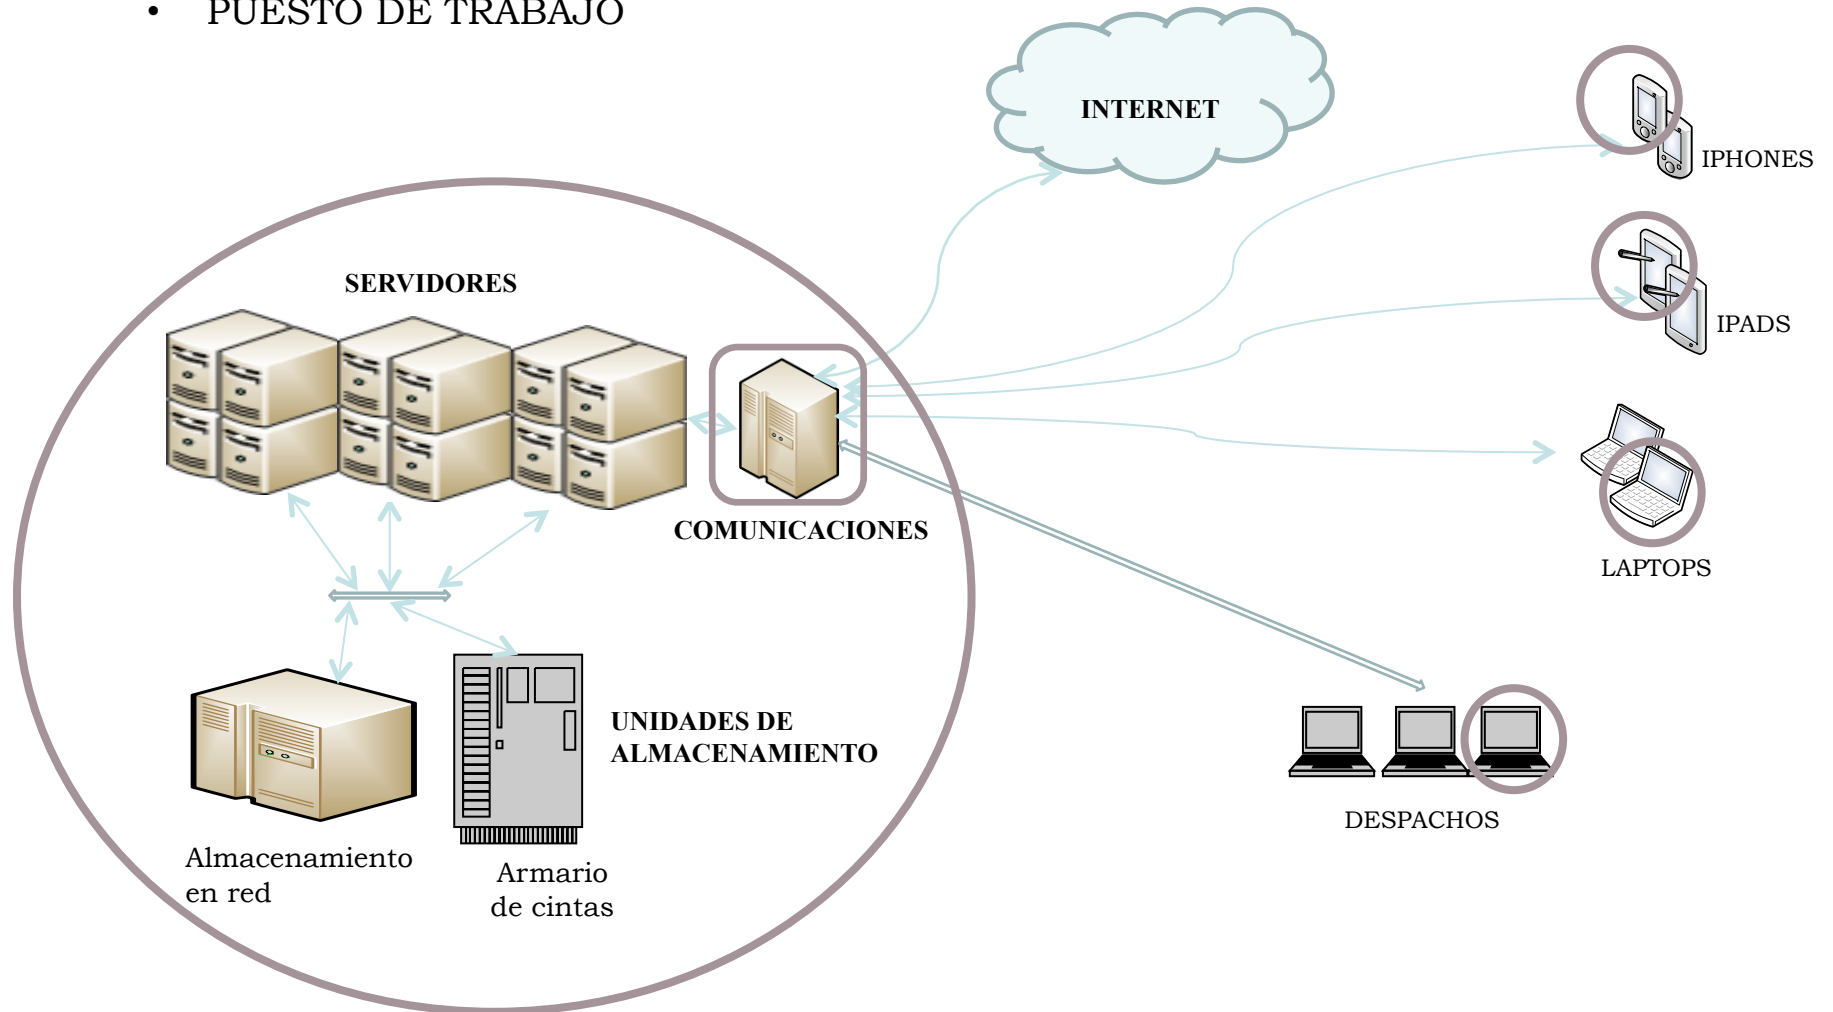 • PUESTO DE TRABAJO
INTERNET
IPHONES
SERVIDORES
IPADS
COMUNICACIONES
LAPTOPS
UNIDADES DE
ALMACENAMIENTO
DESPACHOS
Almacenamiento
en red
Armario
de cintas